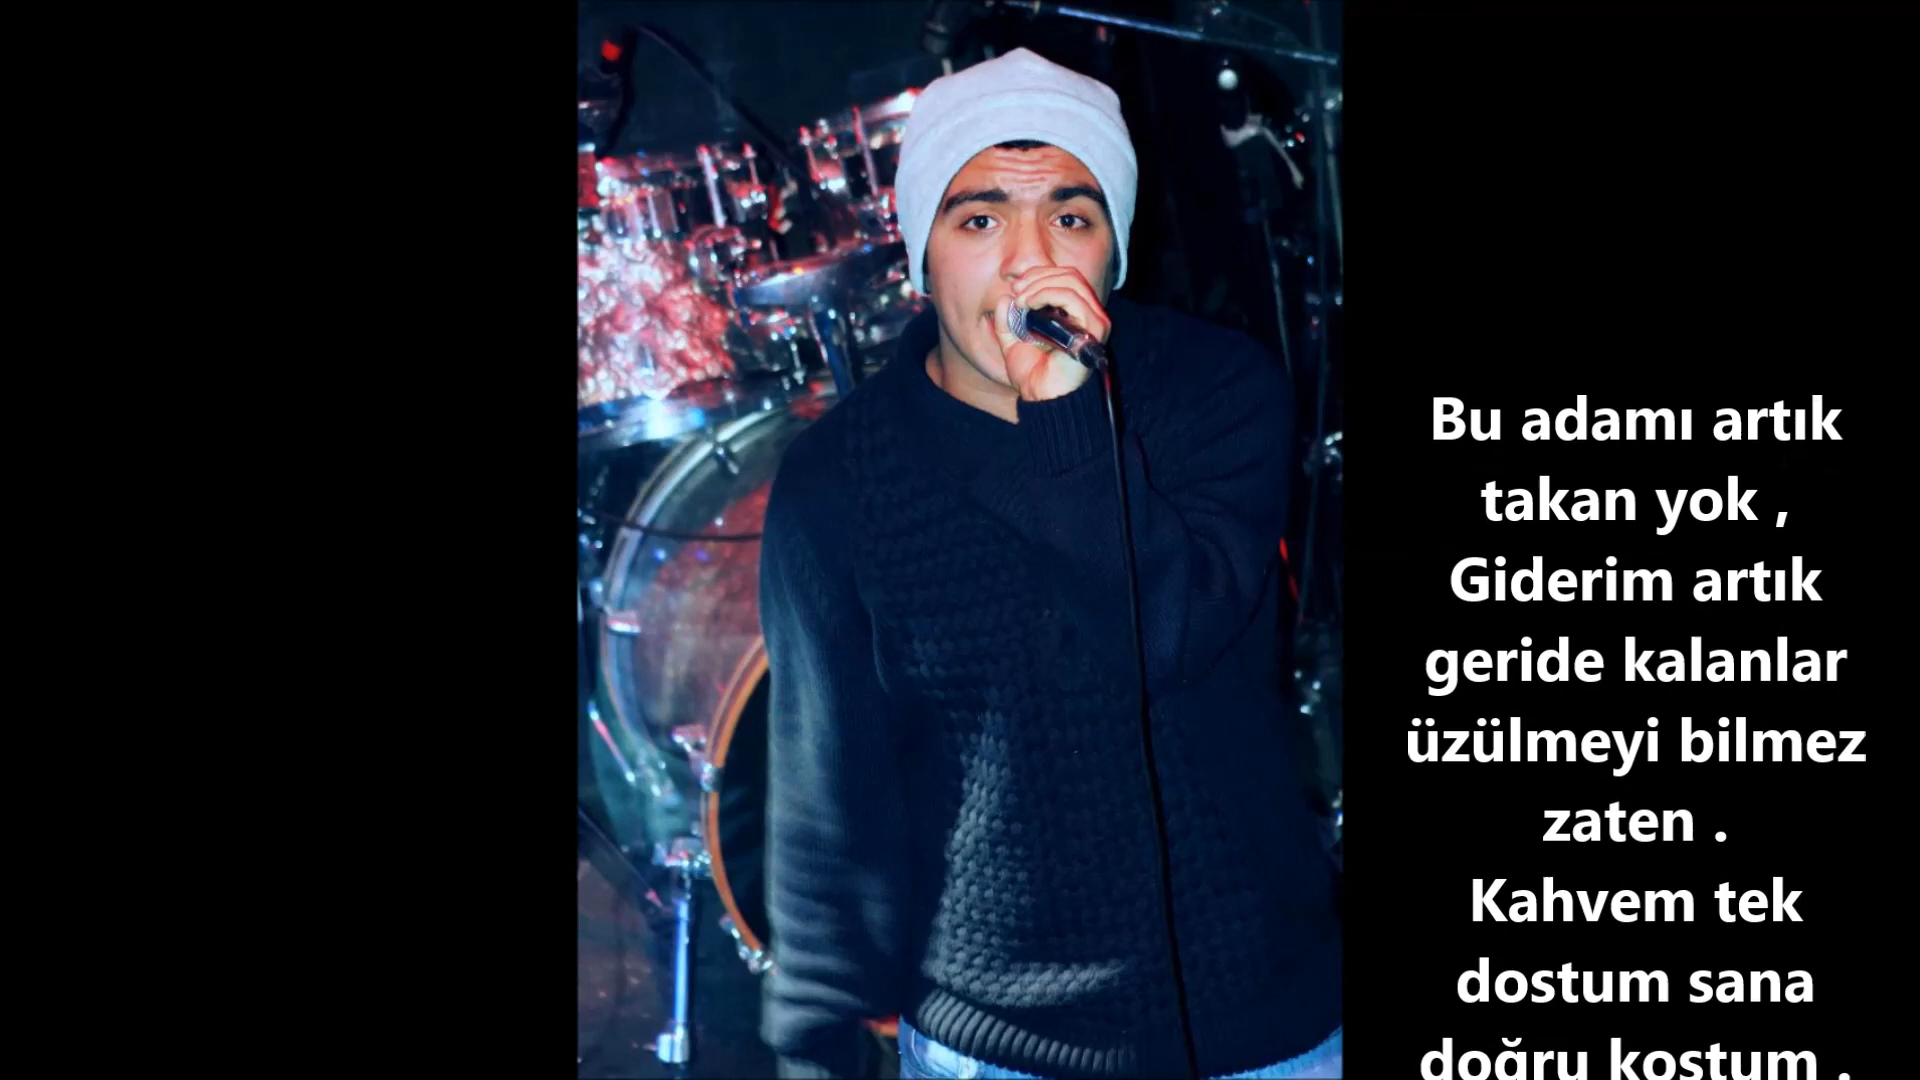 Bu adamı artık
takan yok ,
Giderim artık
geride kalanlar
üzülmeyi bilmez
zaten .
Kahvem tek
dostum sana
doğru koştum .